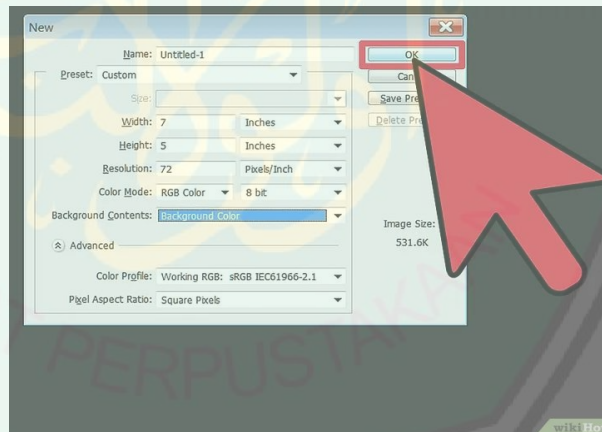 New
Name: Untitled-1
OK
Preset: Custom
Can
Size:
Save Pre
Width: 7 Inches
Delete Pre
Height: 5 Inches
Resolution: 72 Pixels/Inch
Color Mode: RGB Color 8 bit
Background Contents: Background Color
Image Size:
531.6K
Advanced
Color Profile: Working RGB: sRGB IEC61966-2.1
Pixel Aspect Ratio: Square Pixels
PERPUSTAKAAN
wikiHo